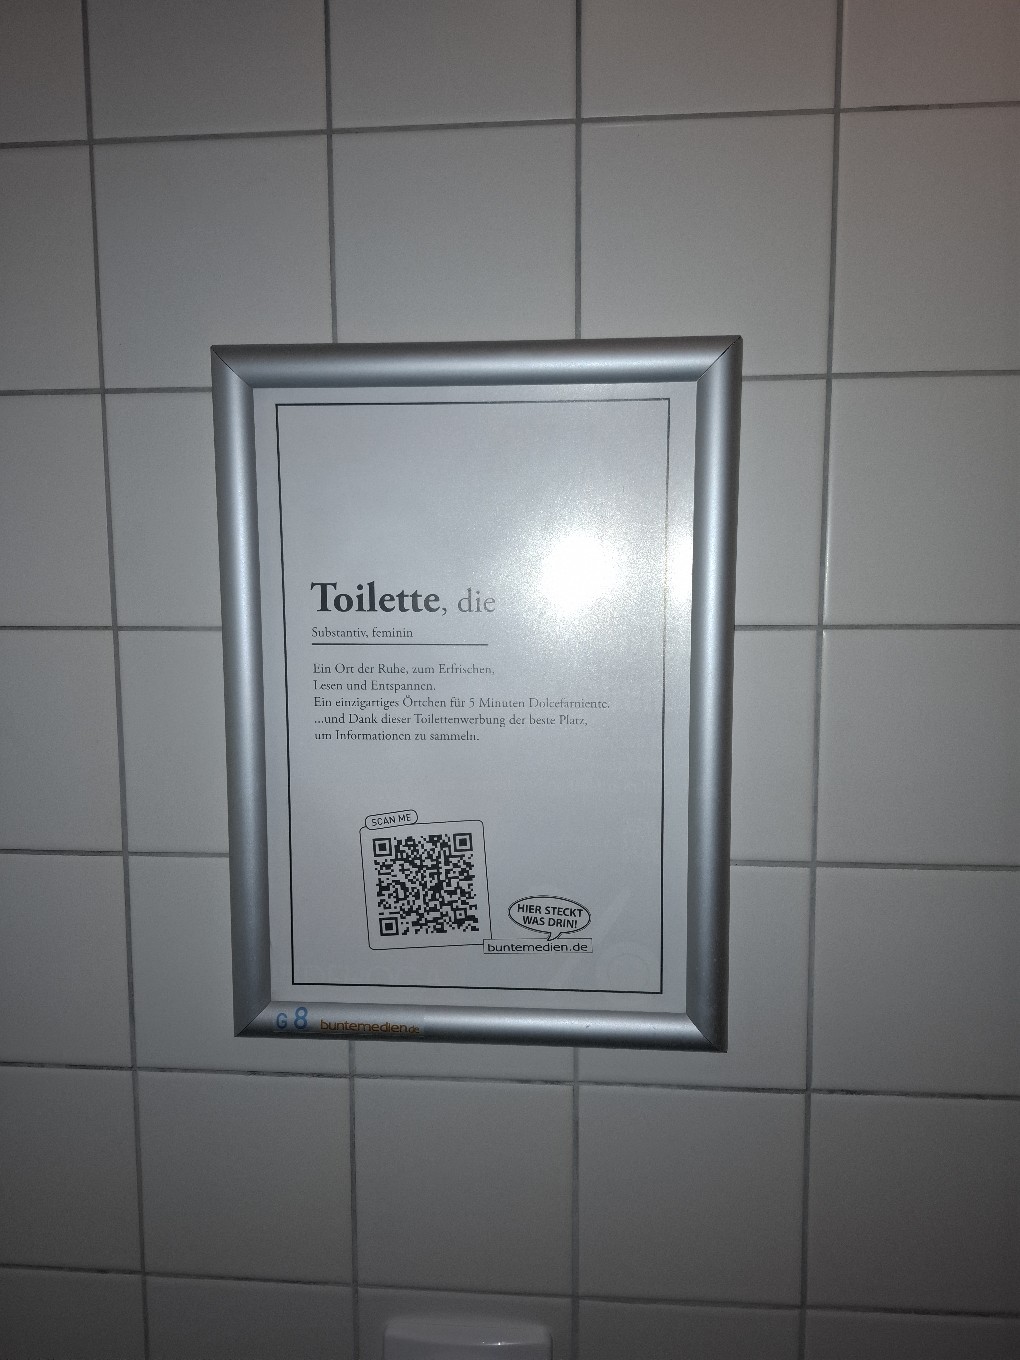 Toilette, die
Substantiv, feminin
Ein Ort der Ruhe, zum Erfrischen,
Lesen und Entspannen.
Ein einzigartiges Örtchen für 5 Minuten Dolcefarniente.
...und Dank dieser Toilettenwerbung der beste Platz,
um Informationen zu sammeln.
SCAN ME
HIER STECKT
WAS DRIN!
buntemedien.de
G 8 buntemedien.de